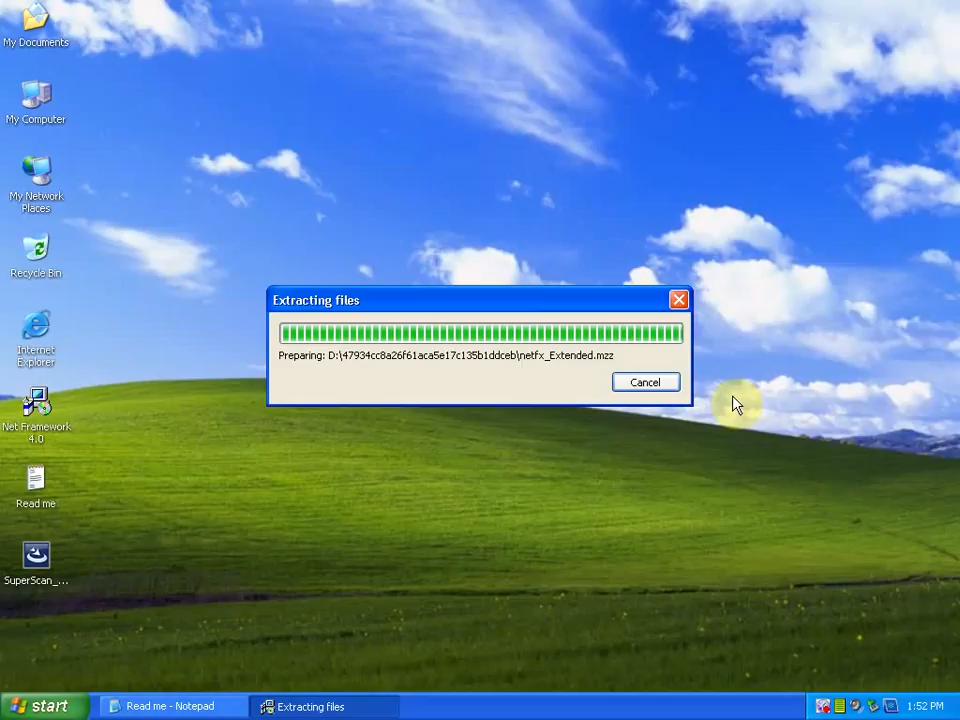 My Documents
My Computer
My Network
Places
Recycle Bin
Internet
Explorer
Net Framework
4.0
Read me
SuperScan_...
Extracting files
Preparing: D:\47934cc8a26f61aca5e17c135b1ddceb\netfx_Extended.mzz
Cancel
start
Read me - Notepad
Extracting files
1:52 PM